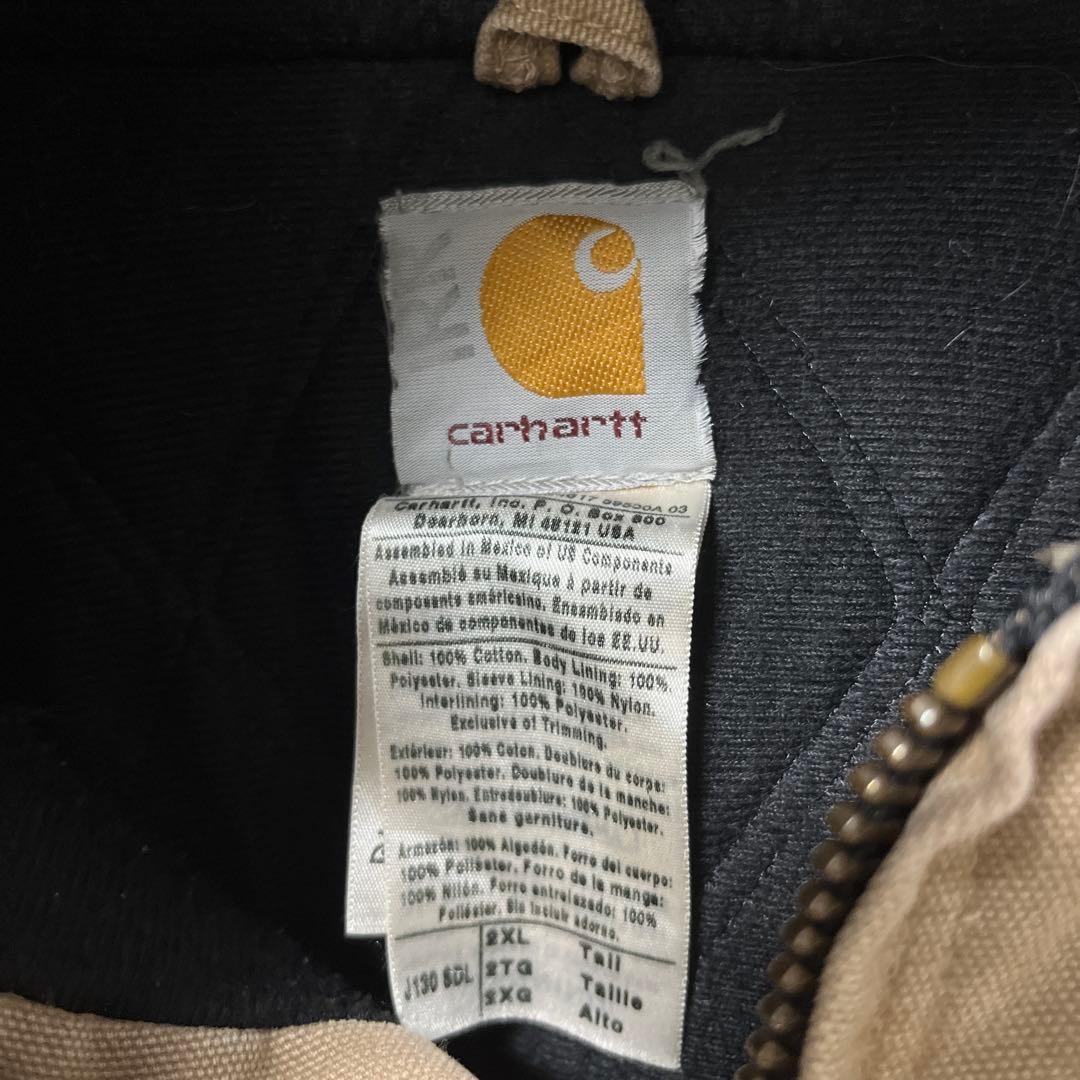 carhartt
Carhartt, Inc. P. O. Box 600
Dearborn, MI 48121 USA
Assembled in Mexico of US Components
Assemblé au Mexique à partir de
composants américains. Ensamblado en
México de componentes de los EE.UU.
Shell: 100% Cotton. Body Lining: 100%
Polyester. Sleeve Lining: 100% Nylon.
Interlining: 100% Polyester.
Exclusive of Trimming.
Extérieur: 100% Coton. Doublure du corps:
100% Polyester. Doublure de la manche:
100% Nylon. Entredoublure: 100% Polyester.
Sans garniture.
Armazón: 100% Algodón. Forro del cuerpo:
100% Poliéster. Forro de la manga:
100% Nilón. Forro entrelazado: 100%
Poliéster. Sin incluir adorno.
J130 SDL
2XL Tall
2TG Taille
2XG Alto